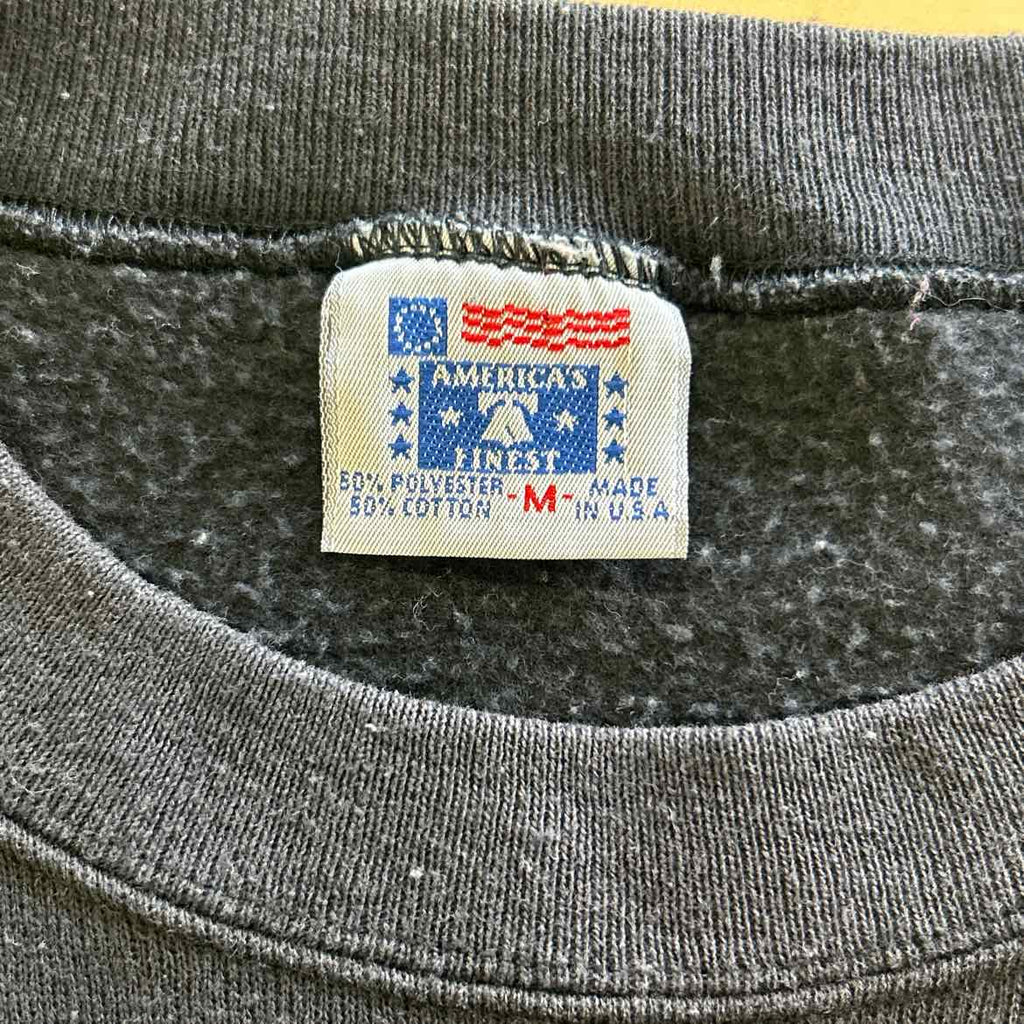 AMERICA'S
FINEST
50% POLYESTER -M- MADE
50% COTTON IN U.S.A